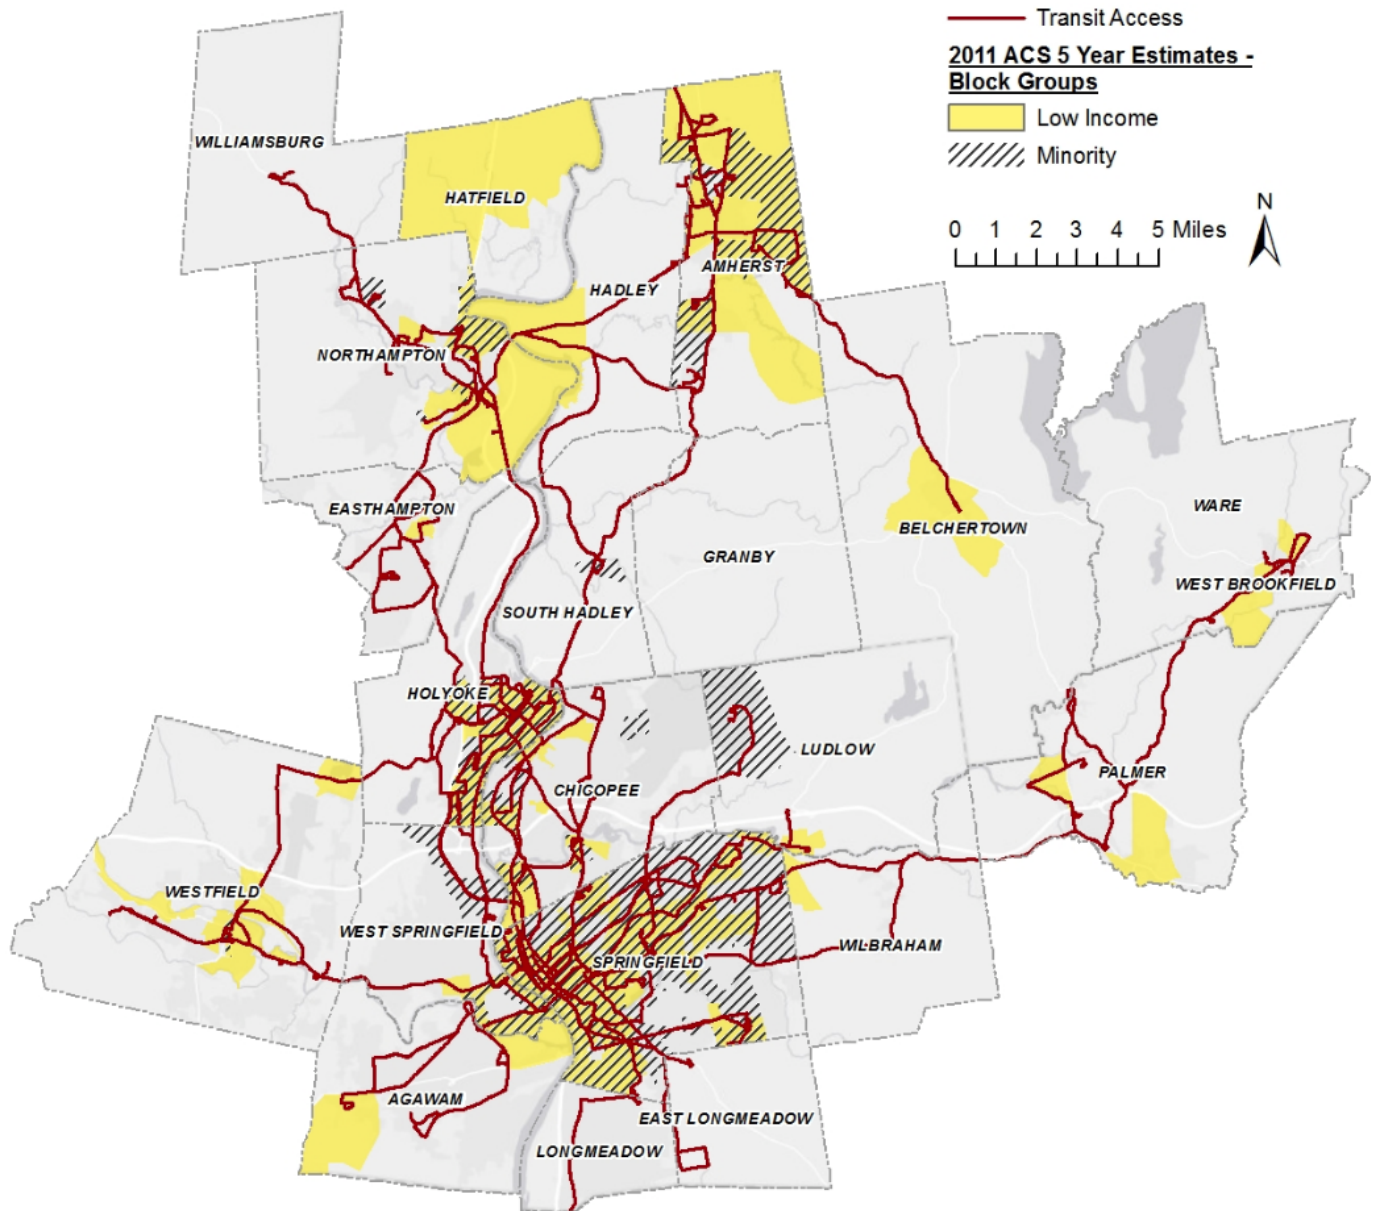 Transit Access
2011 ACS 5 Year Estimates -
Block Groups
Low Income
Minority
N
0 1 2 3 4 5 Miles
WILLIAMSBURG
HATFIELD
AMHERST
HADLEY
NORTHAMPTON
EASTHAMPTON
WARE
BELCHERTOWN
GRANBY
WEST BROOKFIELD
SOUTH HADLEY
HOLYOKE
LUDLOW
PALMER
CHICOPEE
WESTFIELD
WEST SPRINGFIELD
WILBRAHAM
SPRINGFIELD
AGAWAM
EAST LONGMEADOW
LONGMEADOW